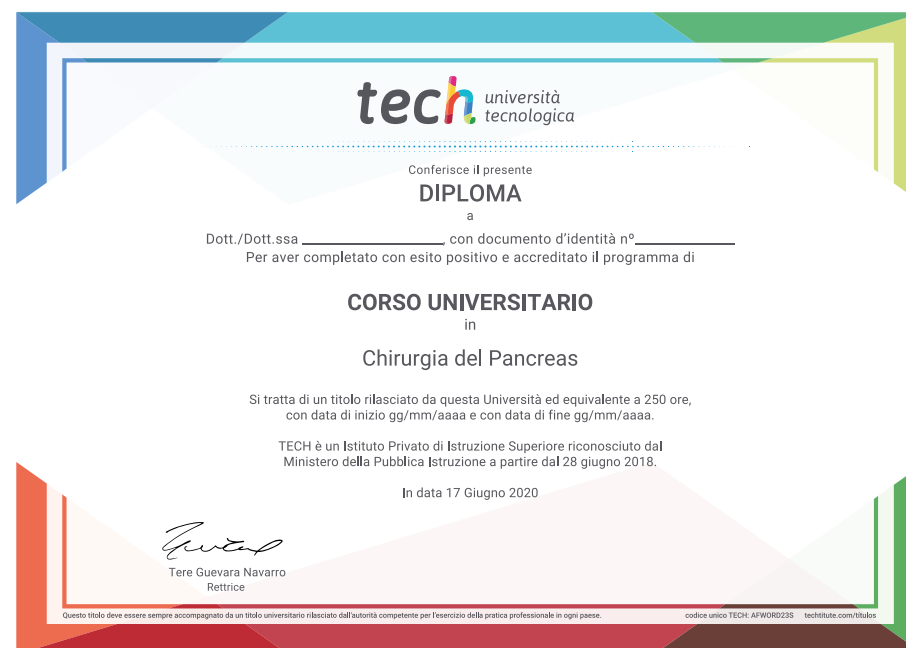 tech università
tecnologica
Conferisce il presente
DIPLOMA
a
Dott./Dott.ssa ____________________, con documento d'identità nº______________
Per aver completato con esito positivo e accreditato il programma di
CORSO UNIVERSITARIO
in
Chirurgia del Pancreas
Si tratta di un titolo rilasciato da questa Università ed equivalente a 250 ore,
con data di inizio gg/mm/aaaa e con data di fine gg/mm/aaaa.
TECH è un Istituto Privato di Istruzione Superiore riconosciuto dal
Ministero della Pubblica Istruzione a partire dal 28 giugno 2018.
In data 17 Giugno 2020
Tere Guevara Navarro
Rettrice
Questo titolo deve essere sempre accompagnato da un titolo universitario rilasciato dall'autorità competente per l'esercizio della pratica professionale in ogni paese. codice unico TECH: AFWORD23S techtitute.com/titulos